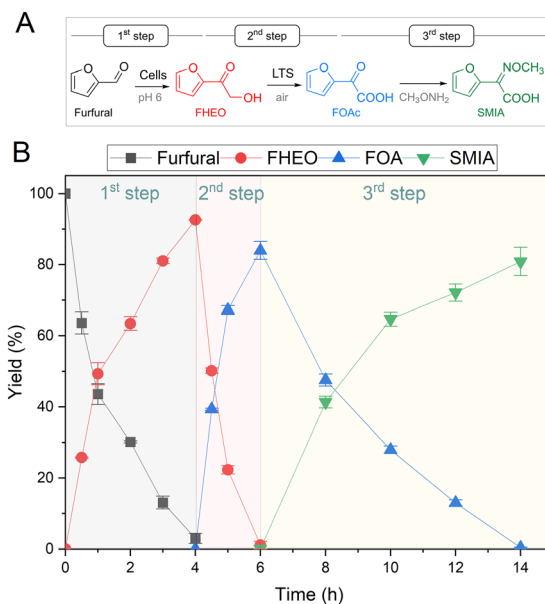 A
1st step 2nd step 3rd step
O O O O O NOCH3
Cells LTS
pH 6 OH air COOH CH3ONH2 COOH
Furfural FHEO FOAc SMIA
B
Furfural FHEO FOA SMIA
1st step 2nd step 3rd step
100
80
60
40
20
0
Yield (%)
0 2 4 6 8 10 12 14
Time (h)